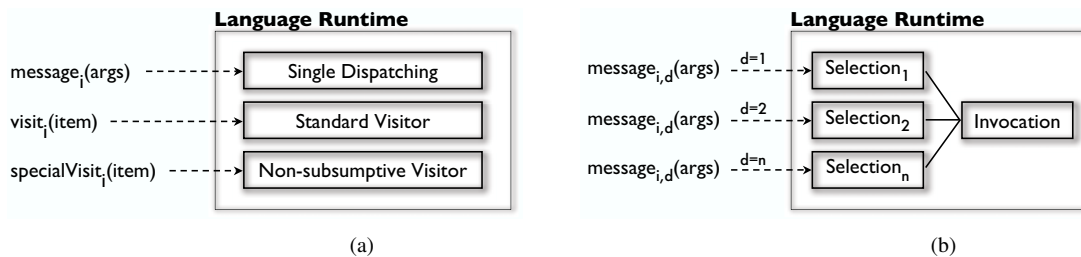 Language Runtime
message_i(args)
Single Dispatching
visit_i(item)
Standard Visitor
specialVisit_i(item)
Non-subsumptive Visitor
(a)
Language Runtime
message_i,d(args)
d=1
Selection_1
message_i,d(args)
d=2
Selection_2
Invocation
message_i,d(args)
d=n
Selection_n
(b)